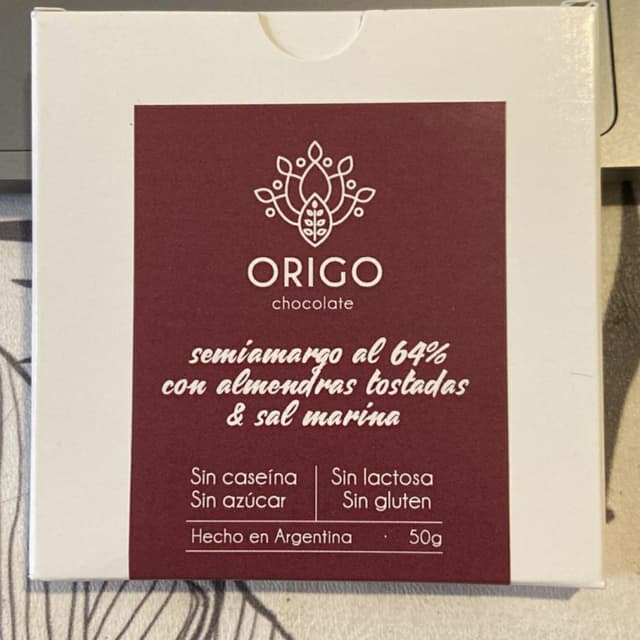 ORIGO
chocolate
semiamargo al 64%
con almendras tostadas
& sal marina
Sin caseína
Sin azúcar
Sin lactosa
Sin gluten
Hecho en Argentina · 50g